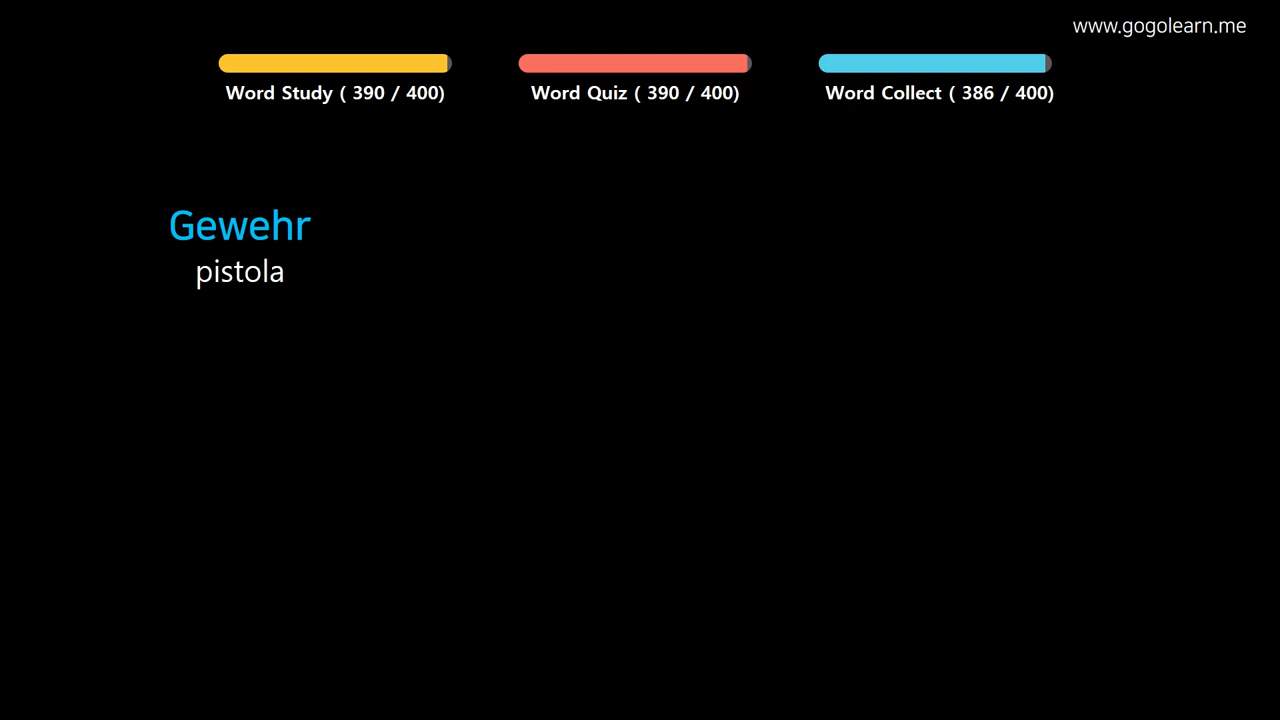 www.gogolearn.me
Word Study ( 390 / 400)
Word Quiz ( 390 / 400)
Word Collect ( 386 / 400)
Gewehr
pistola